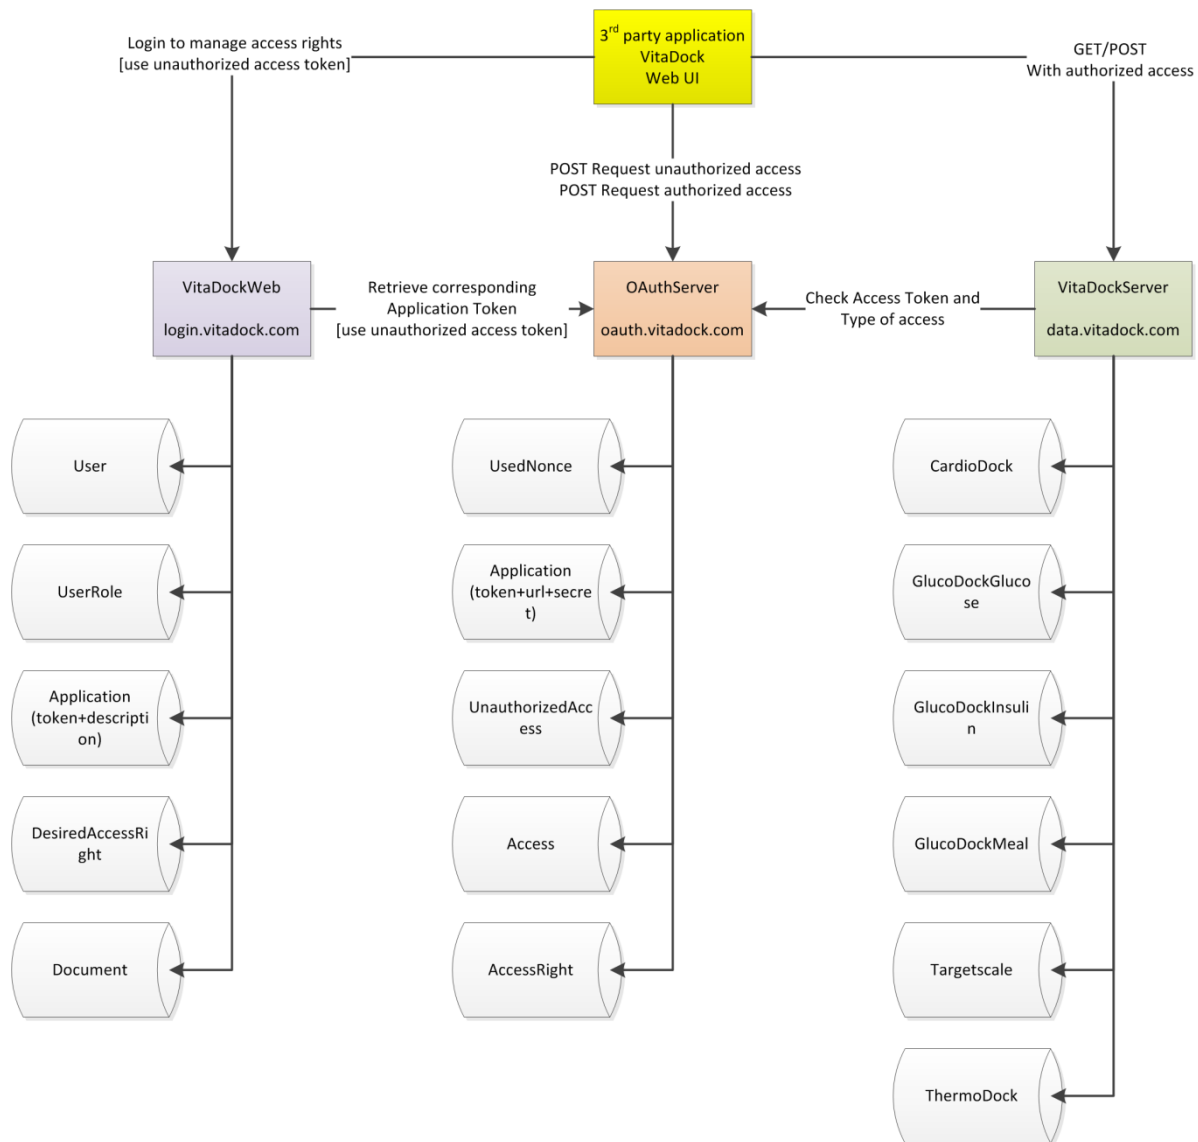 3rd party application
VitaDock
Web UI
Login to manage access rights
[use unauthorized access token]
GET/POST
With authorized access
POST Request unauthorized access
POST Request authorized access
VitaDockWeb
login.vitadock.com
Retrieve corresponding
Application Token
[use unauthorized access token]
OAuthServer
oauth.vitadock.com
Check Access Token and
Type of access
VitaDockServer
data.vitadock.com
User
UsedNonce
CardioDock
UserRole
Application
(token+url+secre
t)
GlucoDockGluco
se
Application
(token+descripti
on)
UnauthorizedAcc
ess
GlucoDockInsuli
n
DesiredAccessRi
ght
Access
GlucoDockMeal
Document
AccessRight
Targetscale
ThermoDock